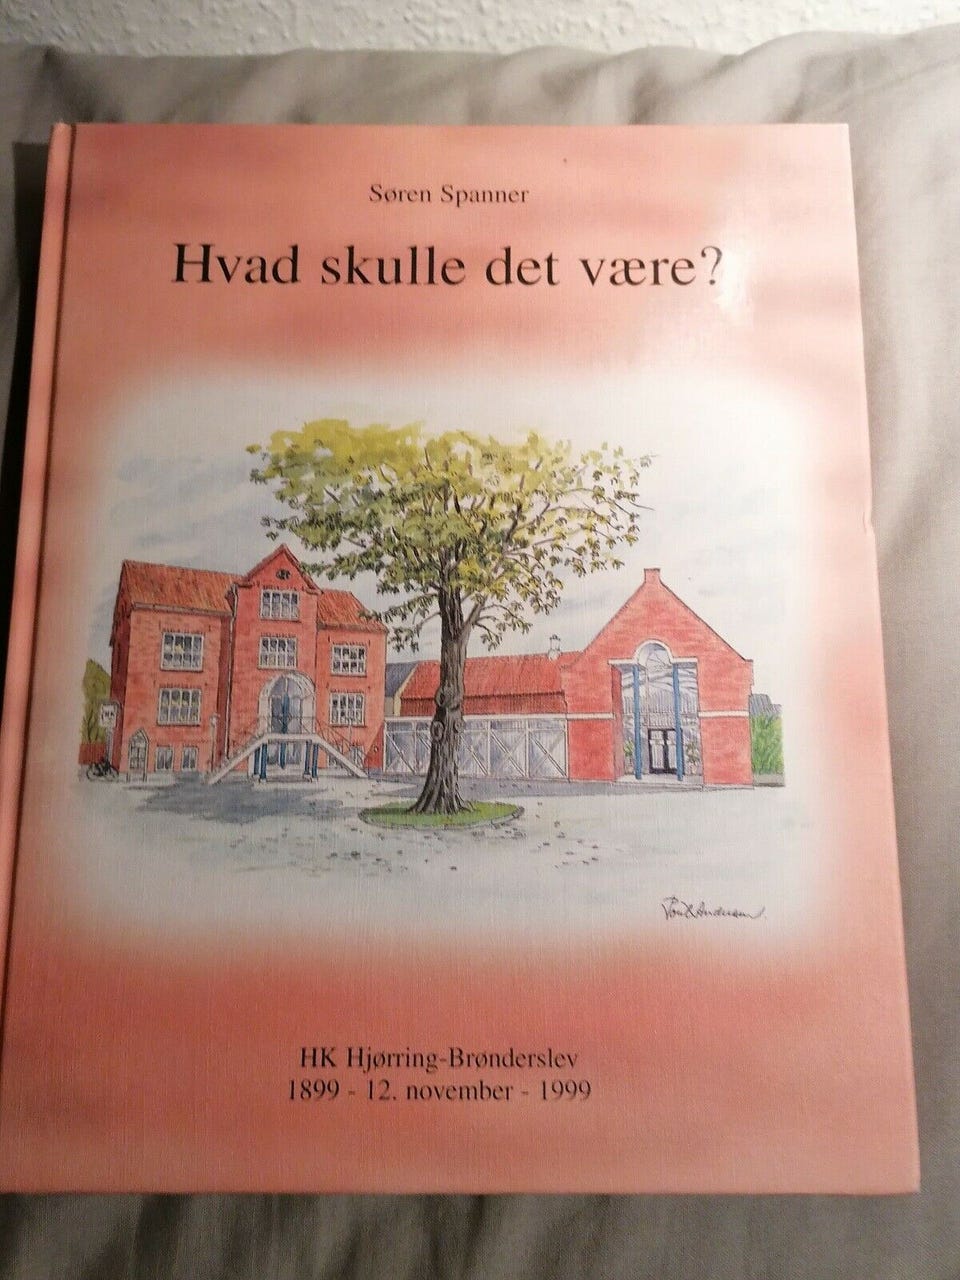 Søren Spanner
Hvad skulle det være?
HK Hjørring-Brønderslev
1899 - 12. november - 1999